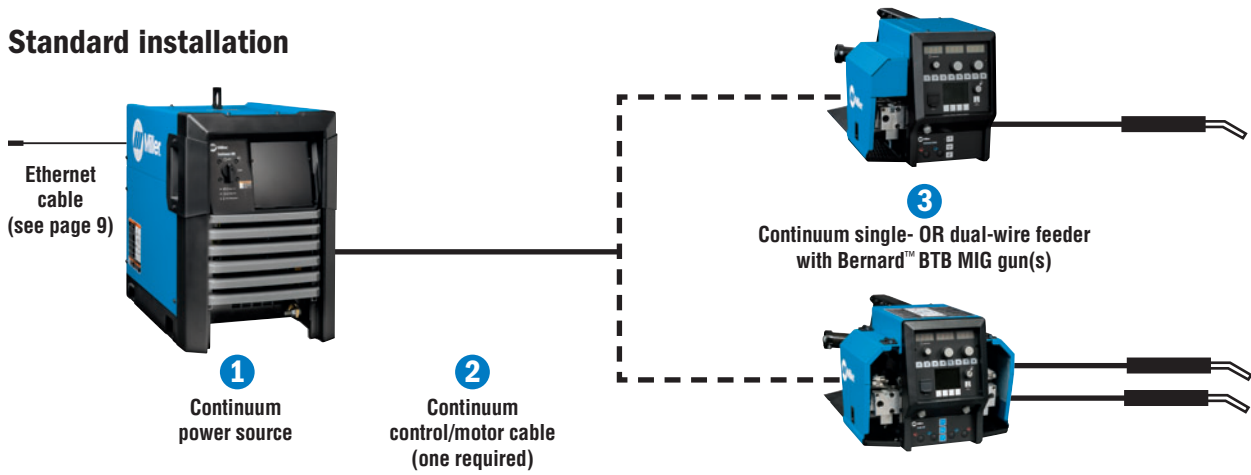 Standard installation
Miller
Ethernet
cable
(see page 9)
1
Continuum
power source
2
Continuum
control/motor cable
(one required)
3
Continuum single- OR dual-wire feeder
with Bernard™ BTB MIG gun(s)